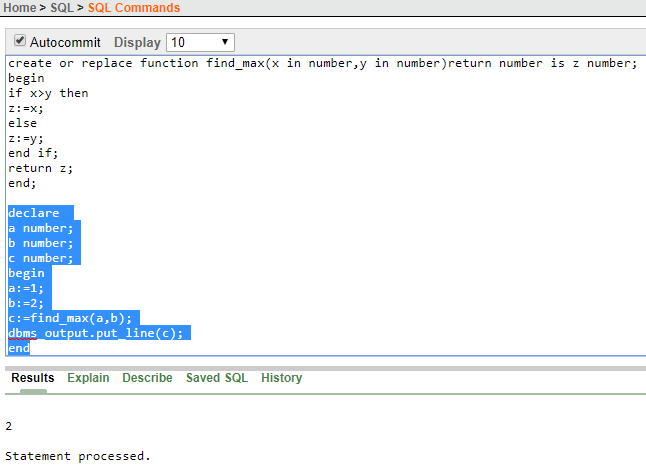 Home > SQL > SQL Commands
Autocommit Display 10
create or replace function find_max(x in number,y in number)return number is z number;
begin
if x>y then
z:=x;
else
z:=y;
end if;
return z;
end;
declare
a number;
b number;
c number;
begin
a:=1;
b:=2;
c:=find_max(a,b);
dbms_output.put_line(c);
end
Results Explain Describe Saved SQL History
2
Statement processed.